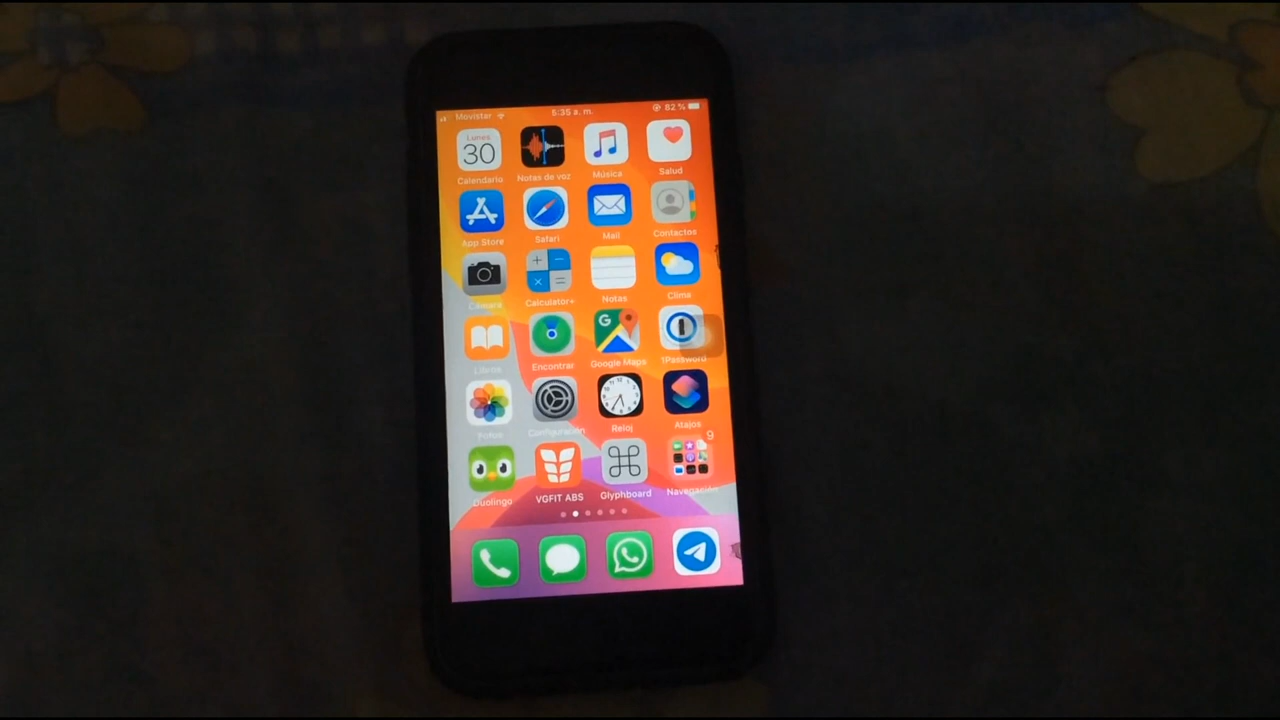 Movistar 5:35 a. m. 82 %
Lunes
30
Calendario Notas de voz Música Salud
App Store Safari Mail Contactos
Cámara Calculator+ Notas Clima
G
Libros Encontrar Google Maps 1Password
Fotos Configuración Reloj Atajos
9
Duolingo VGFIT ABS Glyphboard Navegación